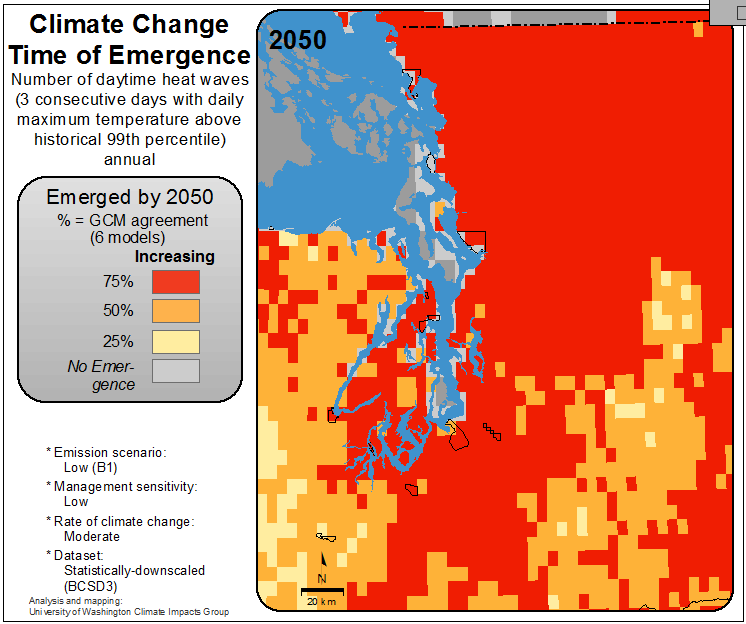 Climate Change
Time of Emergence
Number of daytime heat waves
(3 consecutive days with daily
maximum temperature above
historical 99th percentile)
annual
Emerged by 2050
% = GCM agreement
(6 models)
Increasing
75%
50%
25%
No Emer-
gence
* Emission scenario:
Low (B1)
* Management sensitivity:
Low
* Rate of climate change:
Moderate
* Dataset:
Statistically-downscaled
(BCSD3)
Analysis and mapping:
University of Washington Climate Impacts Group
2050
N
20 km